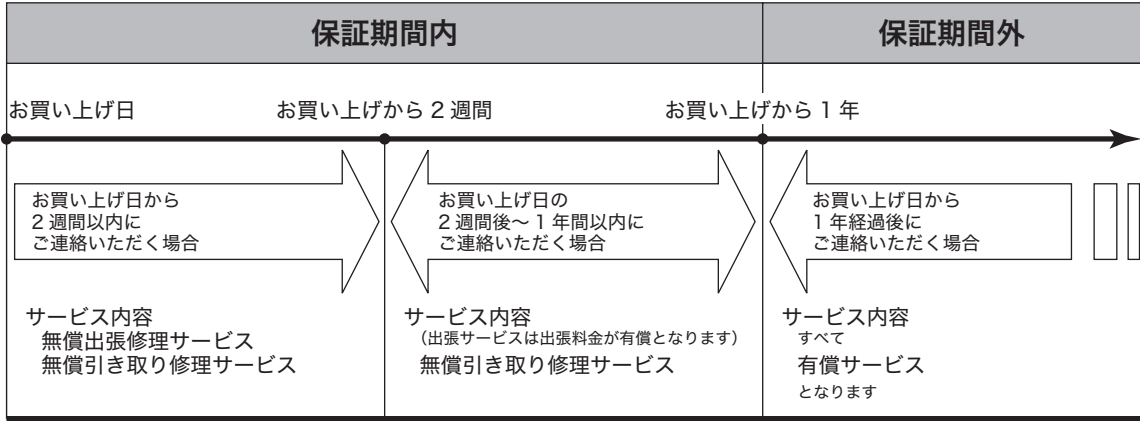 保証期間内
保証期間外
お買い上げ日
お買い上げから 2 週間
お買い上げから 1 年
お買い上げ日から
2 週間以内に
ご連絡いただく場合
お買い上げ日の
2 週間後〜 1 年間以内に
ご連絡いただく場合
お買い上げ日から
1 年経過後に
ご連絡いただく場合
サービス内容
無償出張修理サービス
無償引き取り修理サービス
サービス内容
（出張サービスは出張料金が有償となります）
無償引き取り修理サービス
サービス内容
すべて
有償サービス
となります